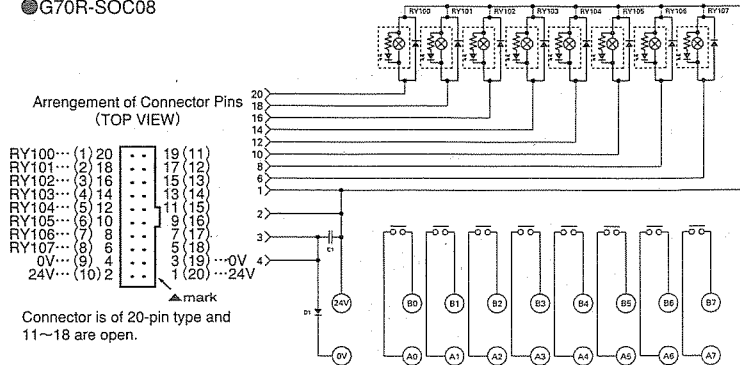 ●G70R-SOC08
RY100 RY101 RY102 RY103 RY104 RY105 RY106 RY107
Arrengement of Connector Pins
(TOP VIEW)
RY100⋯(1) 20 19 (11)
RY101⋯(2) 18 17 (12)
RY102⋯(3) 16 15 (13)
RY103⋯(4) 14 13 (14)
RY104⋯(5) 12 11 (15)
RY105⋯(6) 10 9 (16)
RY106⋯(7) 8 7 (17)
RY107⋯(8) 6 5 (18)
0V⋯(9) 4 3 (19)⋯0V
24V⋯(10) 2 1 (20)⋯24V
▲mark
Connector is of 20-pin type and
11~18 are open.
20
18
16
14
12
10
8
6
1
2
3
4
C1
D1
24V B0 B1 B2 B3 B4 B5 B6 B7
0V A0 A1 A2 A3 A4 A5 A6 A7